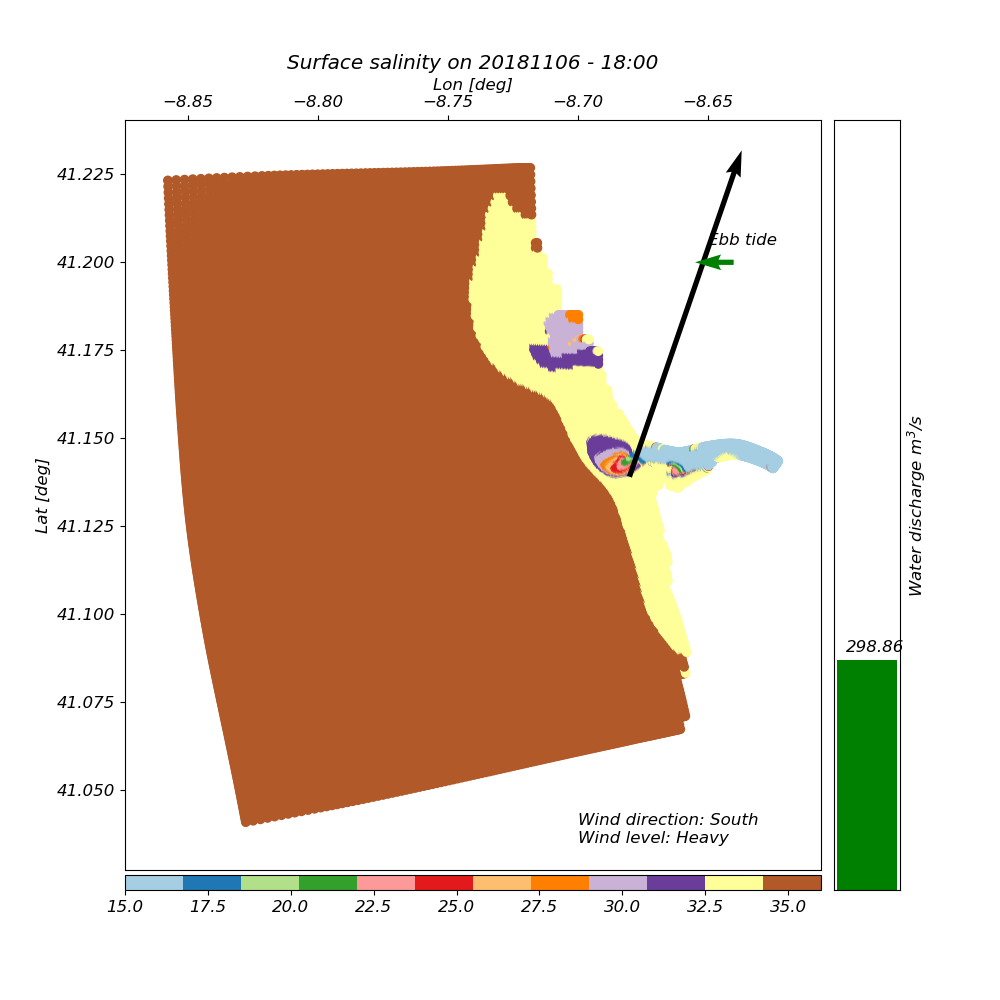 Surface salinity on 20181106 - 18:00
Lon [deg]
−8.85 −8.80 −8.75 −8.70 −8.65
41.225
41.200
41.175
41.150
41.125
41.100
41.075
41.050
Lat [deg]
Ebb tide
Wind direction: South
Wind level: Heavy
298.86
Water discharge m³/s
15.0 17.5 20.0 22.5 25.0 27.5 30.0 32.5 35.0